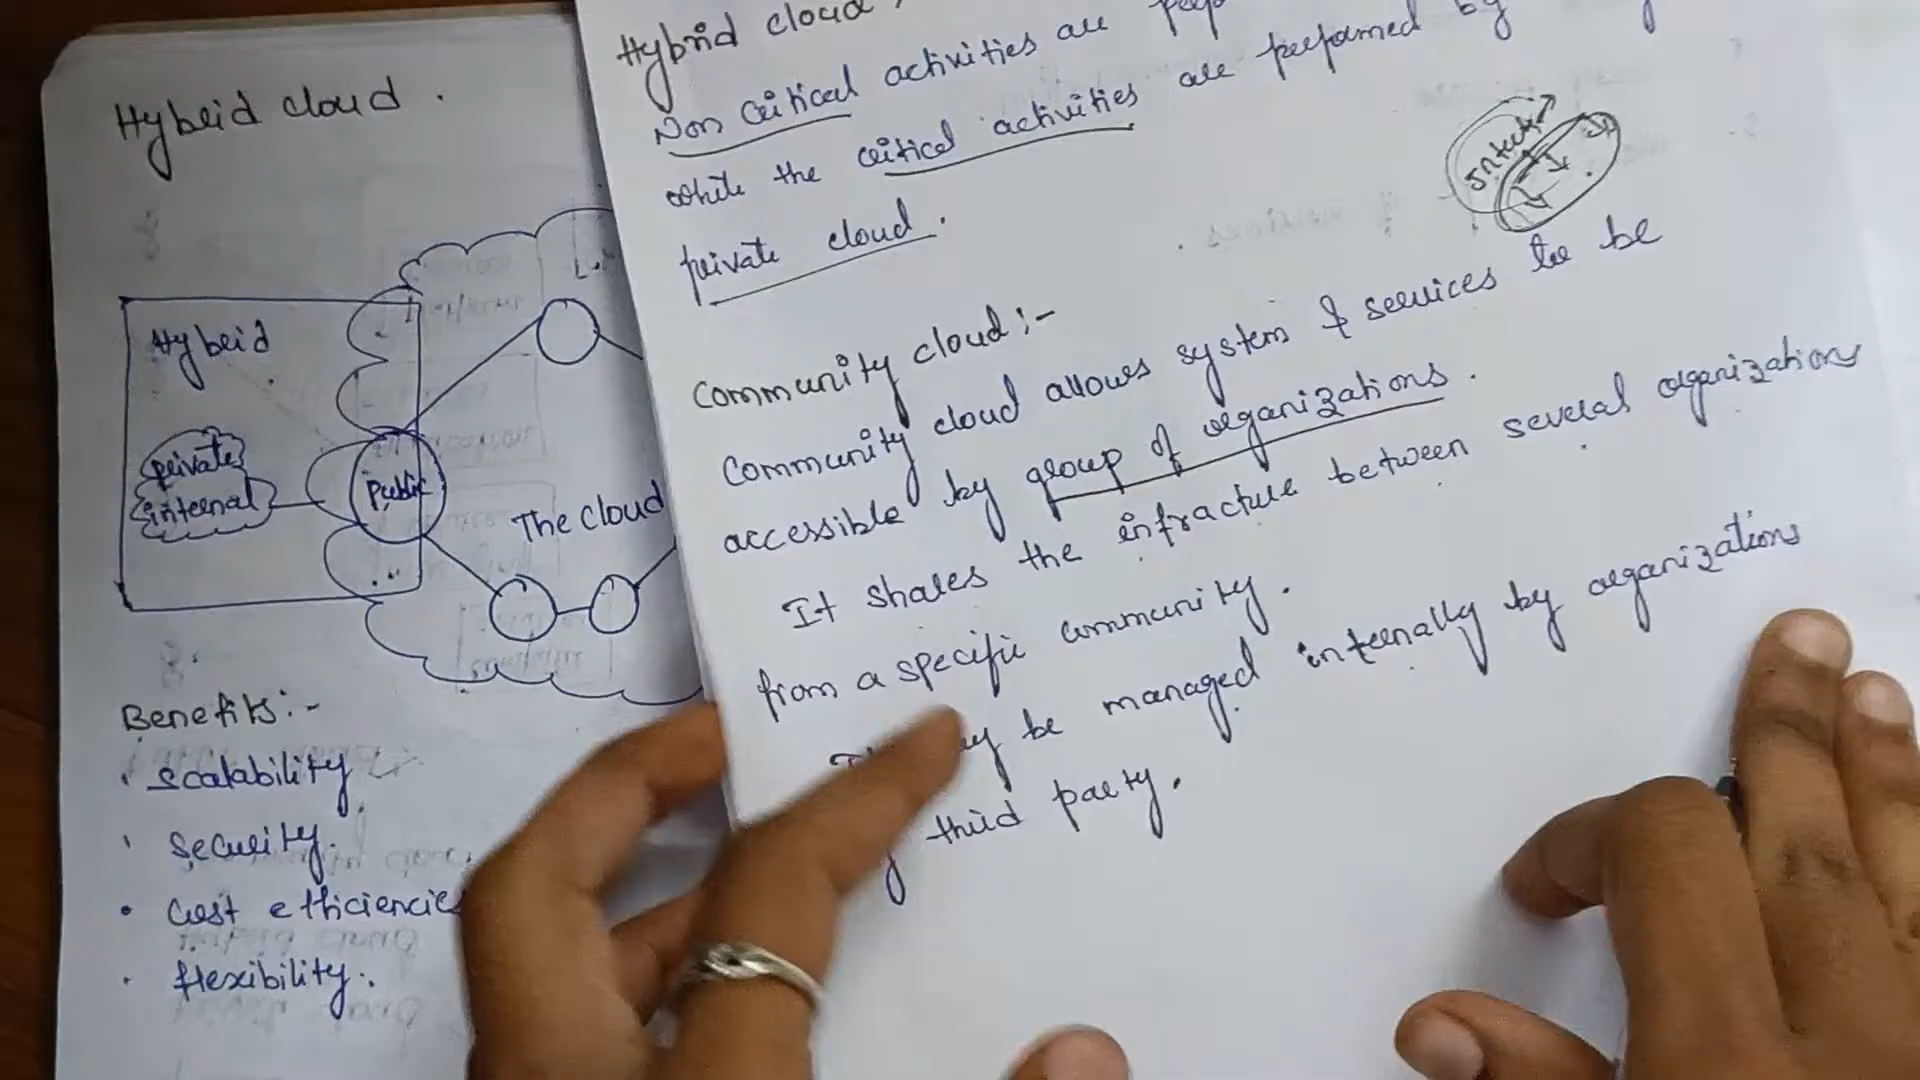 Hybrid cloud.
Hybrid
private
internal
public
The cloud
Benefits:-
• scalability
• security.
• Cost efficiencie
• flexibility.
Hybrid cloud
Non critical activities are
while the critical activities are performed by
private cloud.
Intech
Community cloud:-
Community cloud allows system & services to be
accessible by group of organizations.
It shares the infracture between several organizations
from a specific community.
be managed internally by organizations
third party.